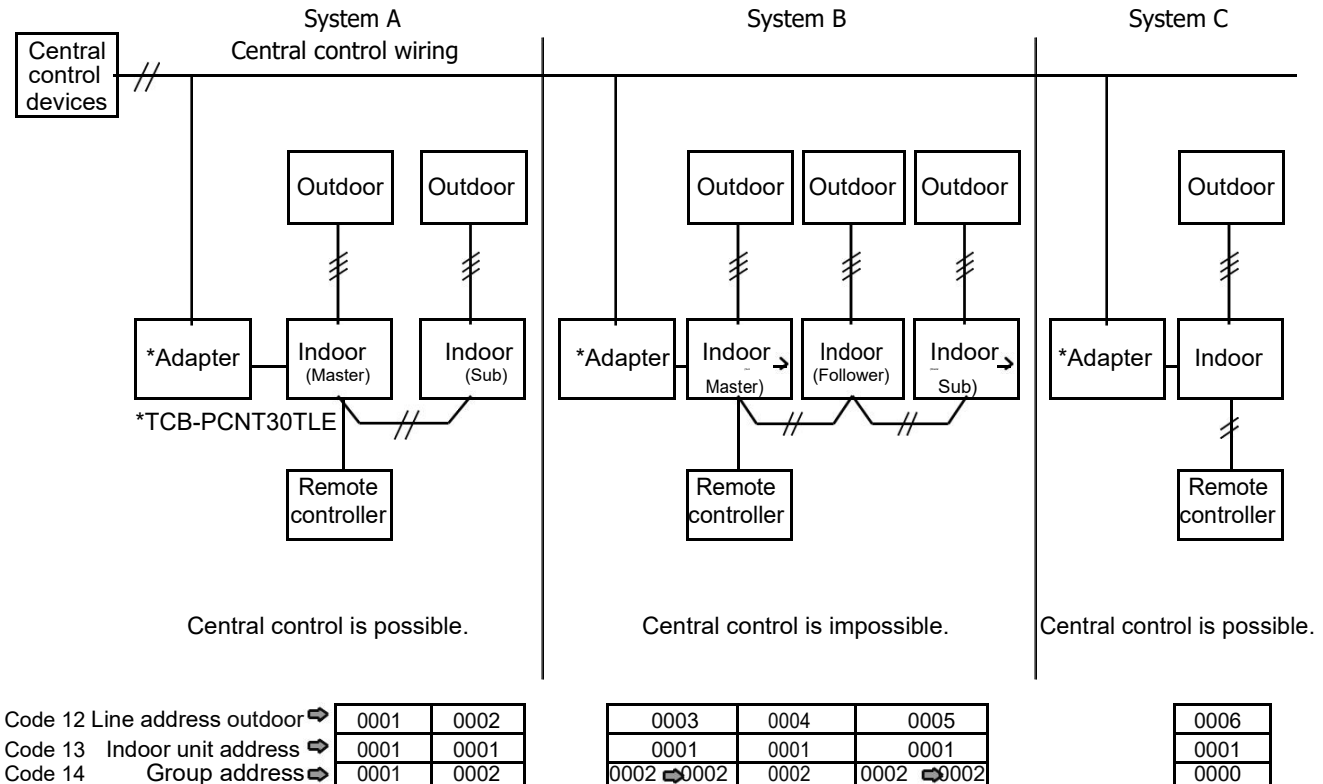 System A
System B
System C
Central control devices
Central control wiring
Outdoor
Outdoor
Outdoor
Outdoor
Outdoor
Outdoor
*Adapter
Indoor
(Master)
Indoor
(Sub)
*Adapter
Indoor
Master)
Indoor
(Follower)
Indoor
Sub)
*Adapter
Indoor
*TCB-PCNT30TLE
Remote
controller
Remote
controller
Remote
controller
Central control is possible.
Central control is impossible.
Central control is possible.
Code 12 Line address outdoor 0001 0002 0003 0004 0005 0006
Code 13 Indoor unit address 0001 0001 0001 0001 0001 0001
Code 14 Group address 0001 0002 0002 0002 0002 0002 0002 0000